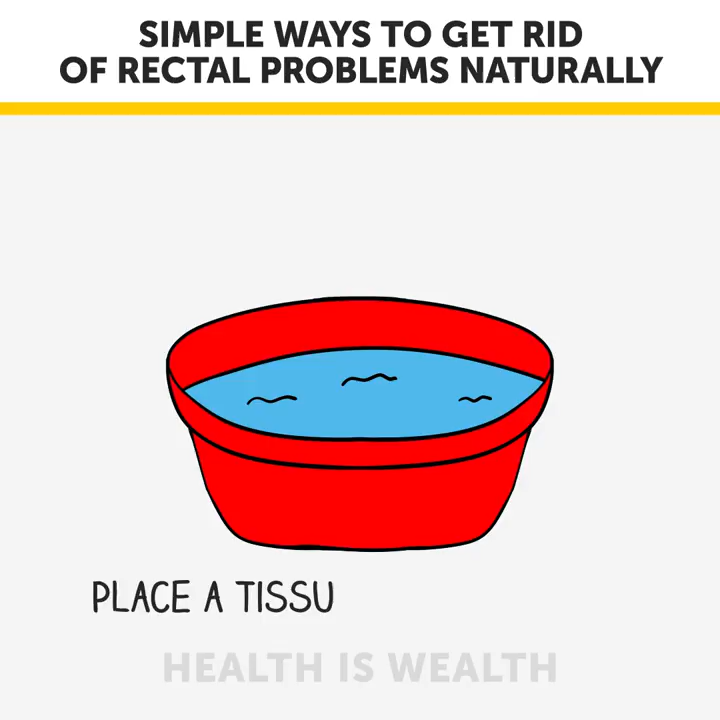 SIMPLE WAYS TO GET RID
OF RECTAL PROBLEMS NATURALLY
PLACE A TISSU
HEALTH IS WEALTH